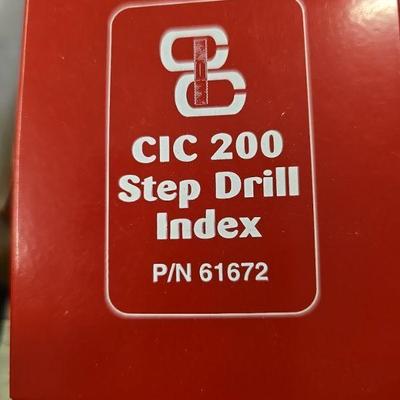 CIC 200
Step Drill
Index
P/N 61672